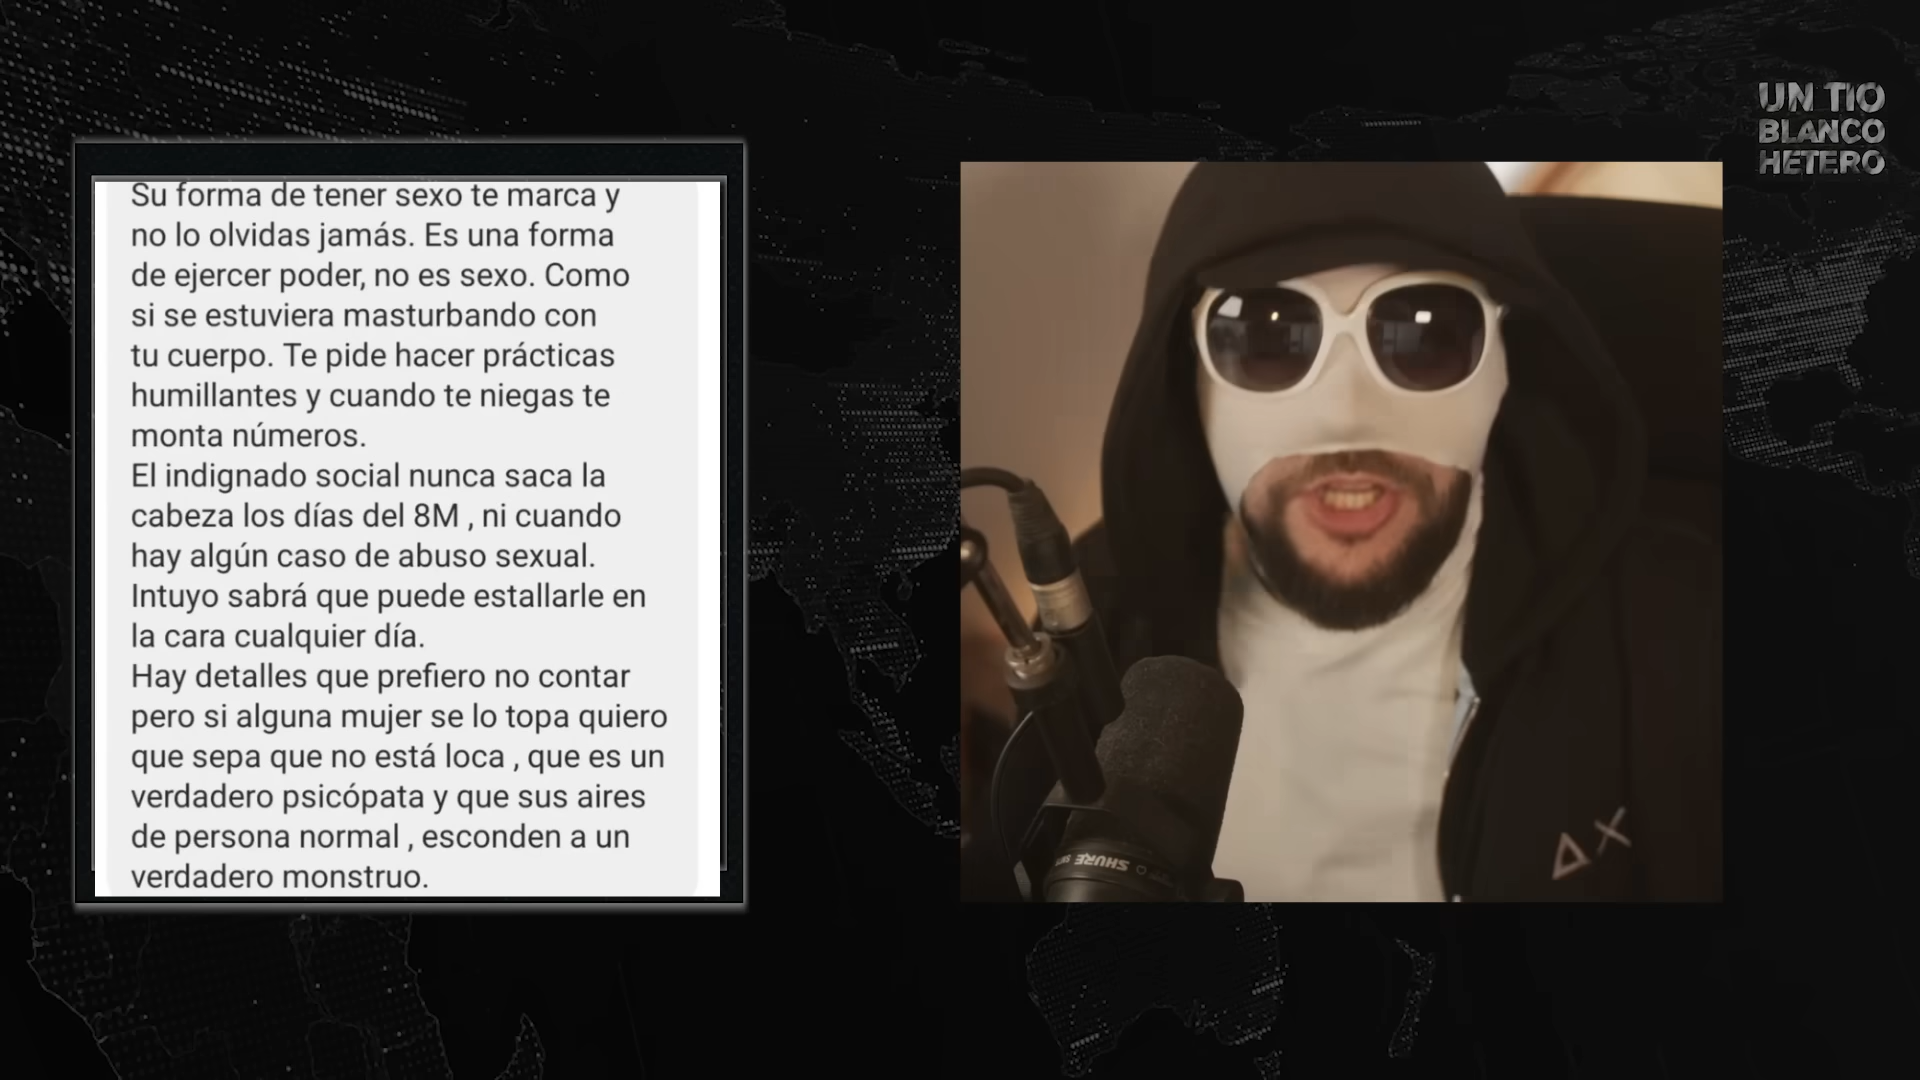 Su forma de tener sexo te marca y
no lo olvidas jamás. Es una forma
de ejercer poder, no es sexo. Como
si se estuviera masturbando con
tu cuerpo. Te pide hacer prácticas
humillantes y cuando te niegas te
monta números.
El indignado social nunca saca la
cabeza los días del 8M , ni cuando
hay algún caso de abuso sexual.
Intuyo sabrá que puede estallarle en
la cara cualquier día.
Hay detalles que prefiero no contar
pero si alguna mujer se lo topa quiero
que sepa que no está loca , que es un
verdadero psicópata y que sus aires
de persona normal , esconden a un
verdadero monstruo.
UN TIO
BLANCO
HETERO
SHURE